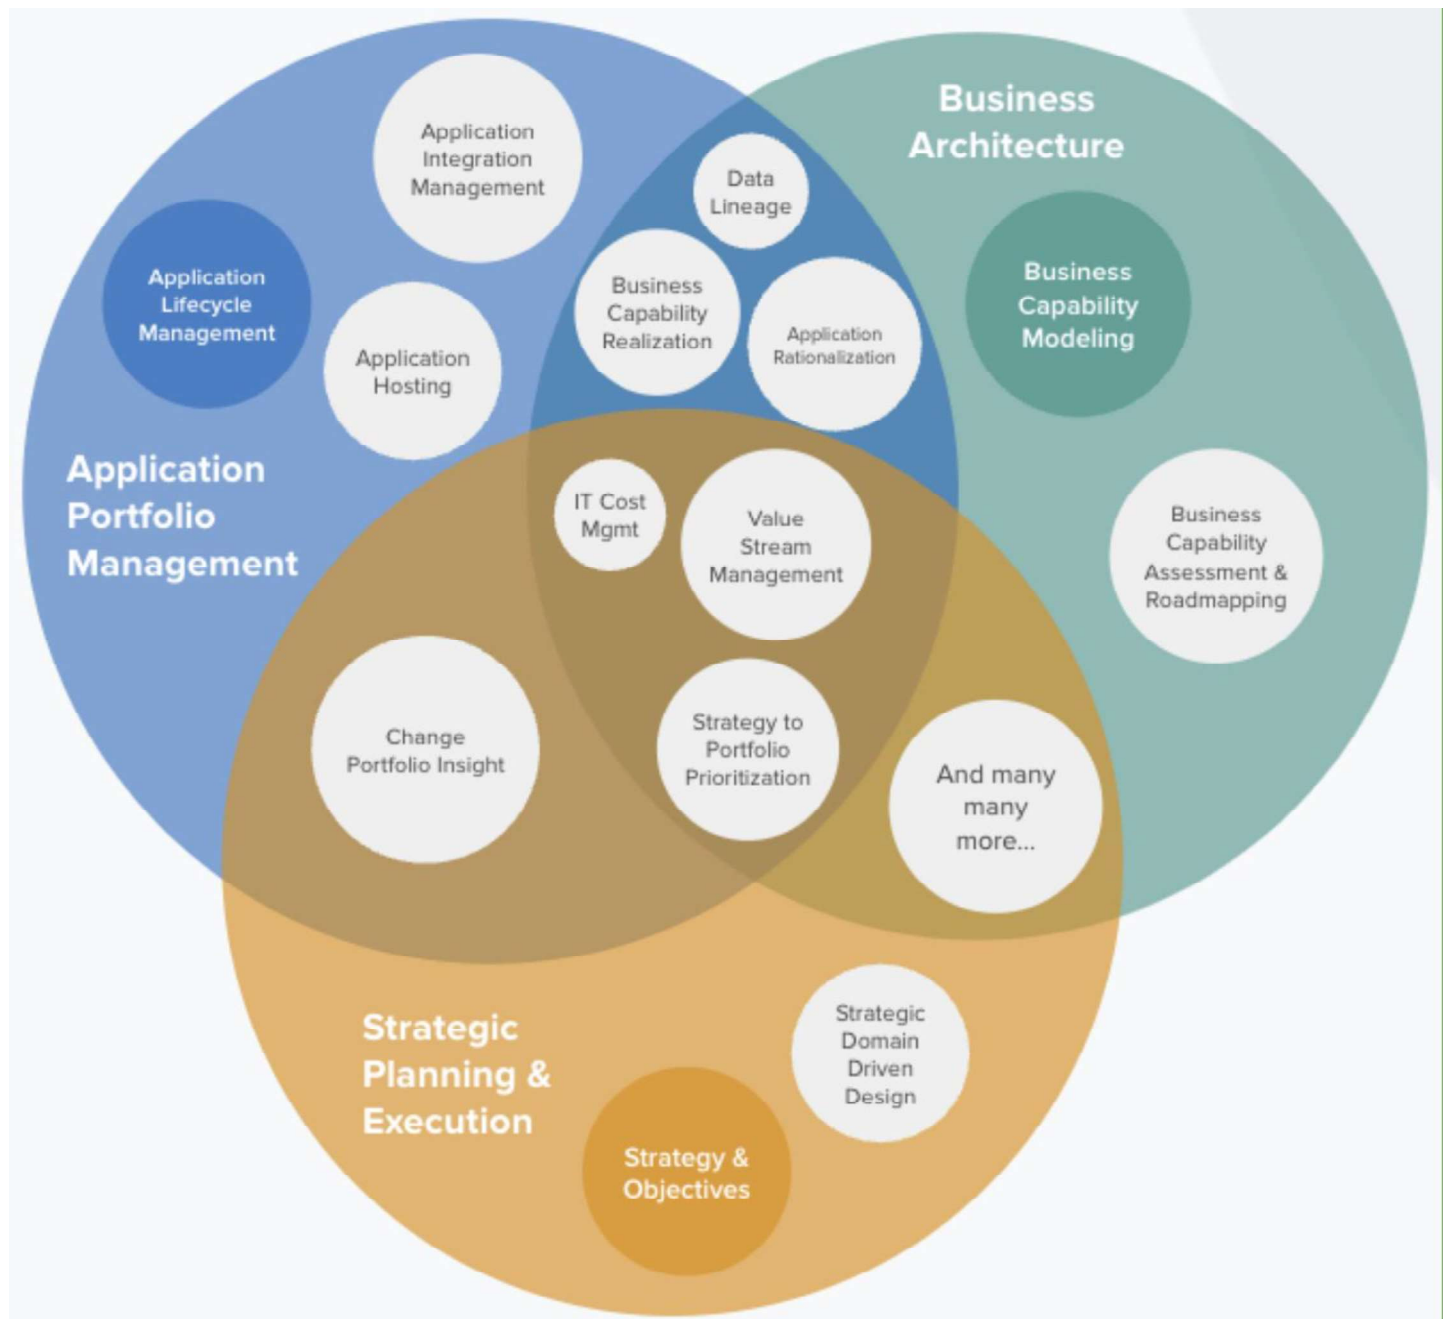 Application
Integration
Management
Business
Architecture
Data
Lineage
Application
Lifecycle
Management
Business
Capability
Realization
Business
Capability
Modeling
Application
Hosting
Application
Rationalization
Application
Portfolio
Management
IT Cost
Mgmt
Value
Stream
Management
Business
Capability
Assessment &
Roadmapping
Change
Portfolio Insight
Strategy to
Portfolio
Prioritization
And many
many
more...
Strategic
Planning &
Execution
Strategic
Domain
Driven
Design
Strategy &
Objectives